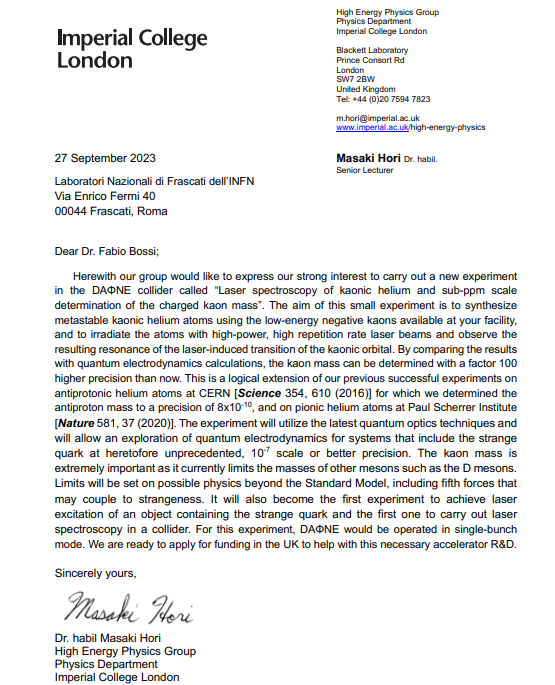 Imperial College
London
High Energy Physics Group
Physics Department
Imperial College London
Blackett Laboratory
Prince Consort Rd
London
SW7 2BW
United Kingdom
Tel: +44 (0)20 7594 7823
m.hori@imperial.ac.uk
www.imperial.ac.uk/high-energy-physics
27 September 2023
Masaki Hori Dr. habil.
Senior Lecturer
Laboratori Nazionali di Frascati dell'INFN
Via Enrico Fermi 40
00044 Frascati, Roma
Dear Dr. Fabio Bossi;
Herewith our group would like to express our strong interest to carry out a new experiment
in the DAΦNE collider called “Laser spectroscopy of kaonic helium and sub-ppm scale
determination of the charged kaon mass”. The aim of this small experiment is to synthesize
metastable kaonic helium atoms using the low-energy negative kaons available at your facility,
and to irradiate the atoms with high-power, high repetition rate laser beams and observe the
resulting resonance of the laser-induced transition of the kaonic orbital. By comparing the results
with quantum electrodynamics calculations, the kaon mass can be determined with a factor 100
higher precision than now. This is a logical extension of our previous successful experiments on
antiprotonic helium atoms at CERN [Science 354, 610 (2016)] for which we determined the
antiproton mass to a precision of 8x10⁻¹⁰, and on pionic helium atoms at Paul Scherrer Institute
[Nature 581, 37 (2020)]. The experiment will utilize the latest quantum optics techniques and
will allow an exploration of quantum electrodynamics for systems that include the strange
quark at heretofore unprecedented, 10⁻⁷ scale or better precision. The kaon mass is
extremely important as it currently limits the masses of other mesons such as the D mesons.
Limits will be set on possible physics beyond the Standard Model, including fifth forces that
may couple to strangeness. It will also become the first experiment to achieve laser
excitation of an object containing the strange quark and the first one to carry out laser
spectroscopy in a collider. For this experiment, DAΦNE would be operated in single-bunch
mode. We are ready to apply for funding in the UK to help with this necessary accelerator R&D.
Sincerely yours,
Masaki Hori
Dr. habil Masaki Hori
High Energy Physics Group
Physics Department
Imperial College London